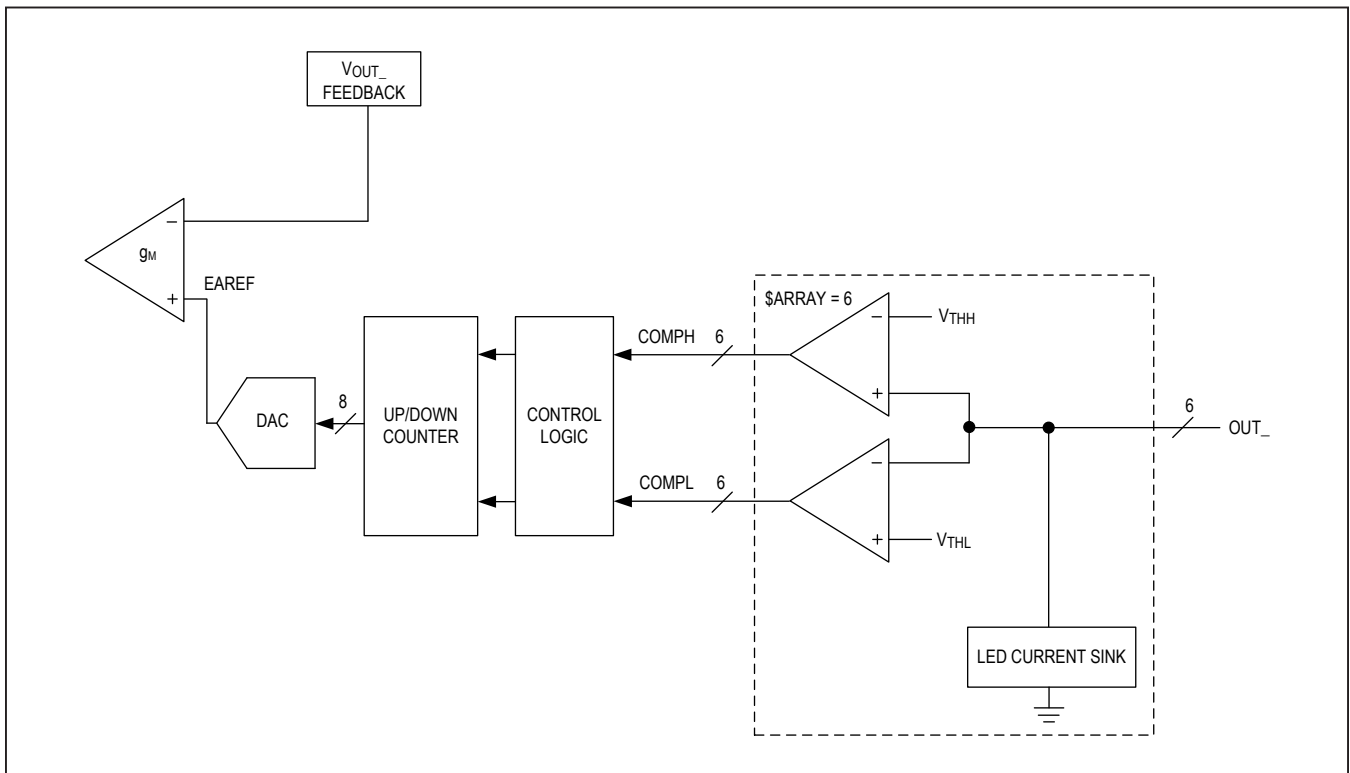 VOUT_
FEEDBACK
−
gM
EAREF
+
$ARRAY = 6
−
VTHH
COMPH
6
+
DAC
8
UP/DOWN
COUNTER
CONTROL
LOGIC
6
OUT_
−
COMPL
6
+
VTHL
LED CURRENT SINK